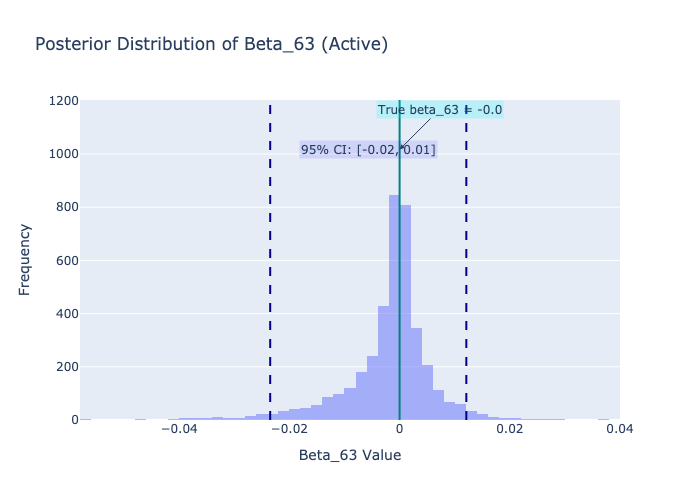 Posterior Distribution of Beta_63 (Active)
1200
True beta_63 = -0.0
1000
95% CI: [-0.02, 0.01]
800
600
400
200
0
Frequency
−0.04
−0.02
0
0.02
0.04
Beta_63 Value